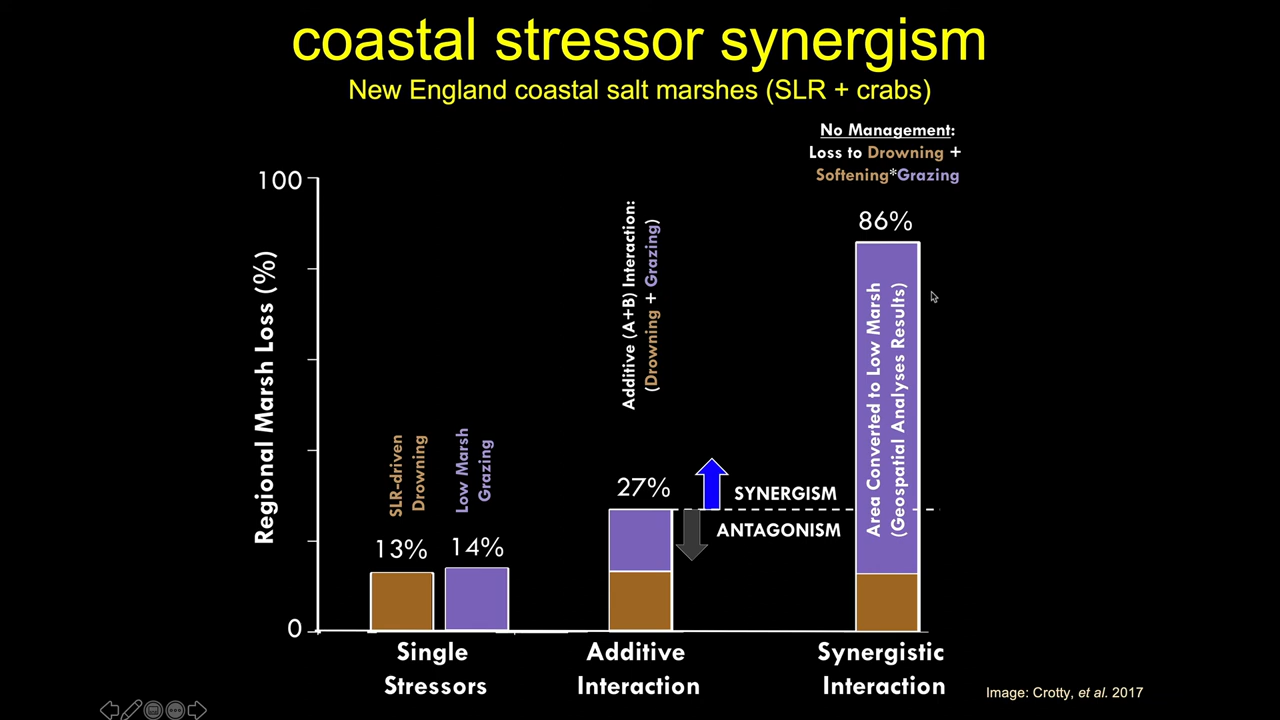 coastal stressor synergism
New England coastal salt marshes (SLR + crabs)
No Management:
Loss to Drowning +
Softening*Grazing
100
86%
Additive (A+B) Interaction:
(Drowning + Grazing)
Area Converted to Low Marsh
(Geospatial Analyses Results)
Regional Marsh Loss (%)
SLR-driven
Drowning
Low Marsh
Grazing
27%
SYNERGISM
ANTAGONISM
13%
14%
0
Single
Stressors
Additive
Interaction
Synergistic
Interaction
Image: Crotty, et al. 2017